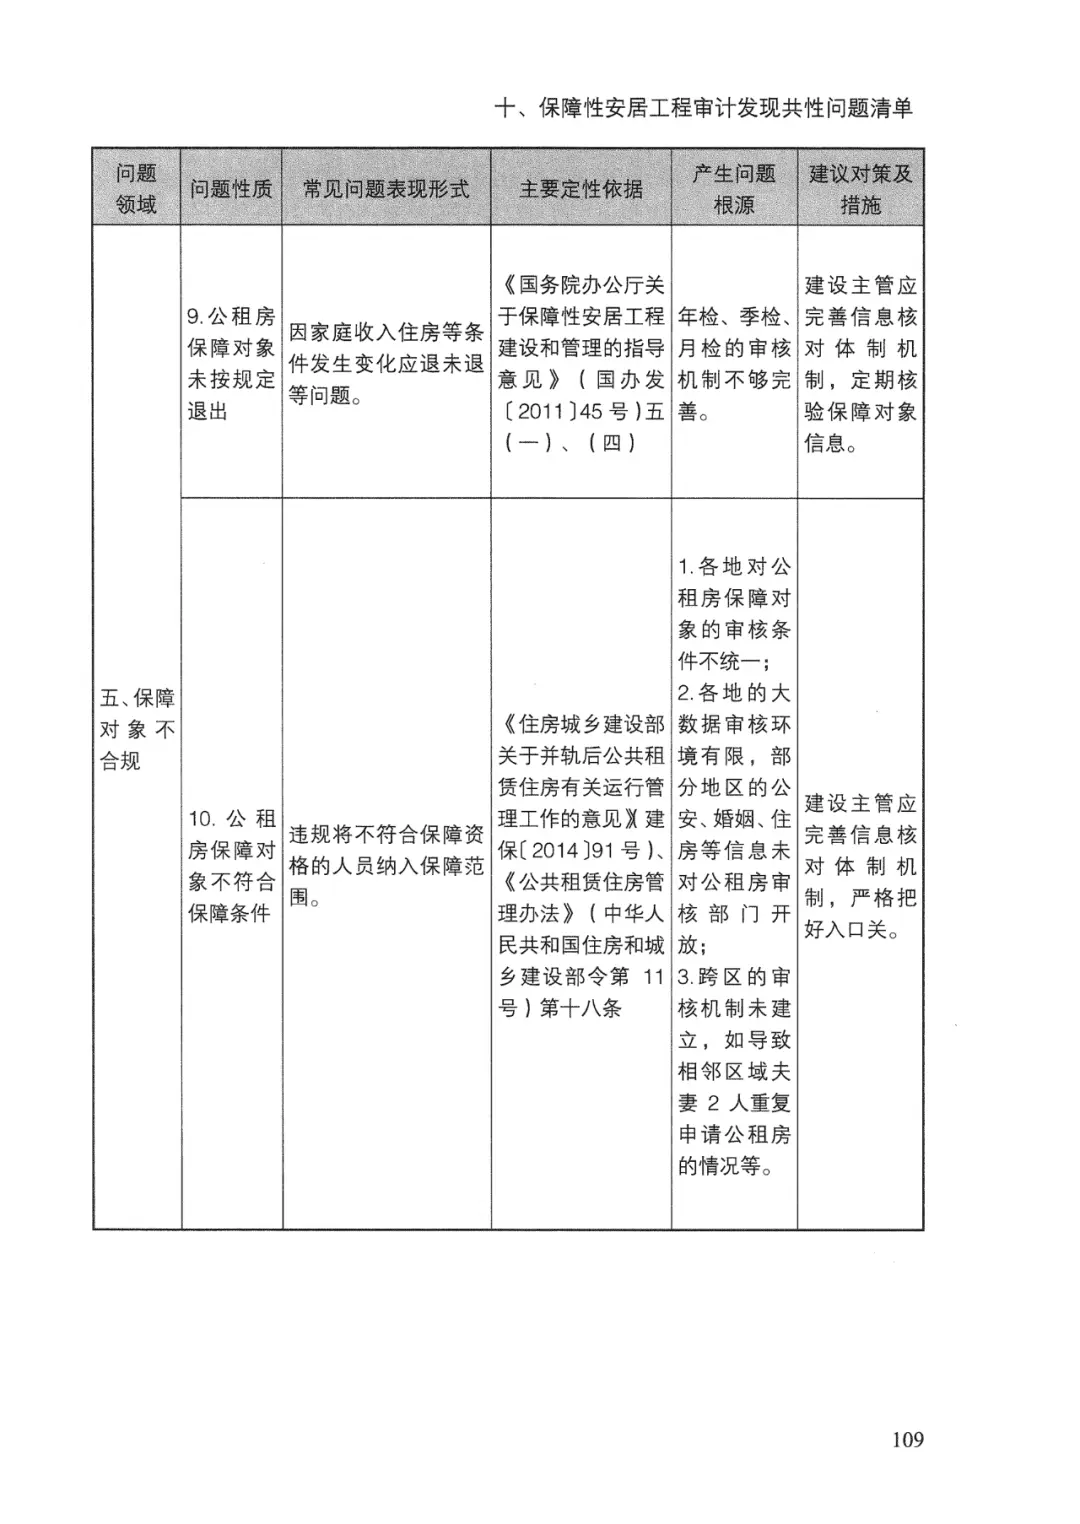 十、保障性安居工程审计发现共性问题清单
问题
领域
问题性质
常见问题表现形式
主要定性依据
产生问题
根源
建议对策及
措施
五、保障
对象不
合规
9.公租房
保障对象
未按规定
退出
因家庭收入住房等条
件发生变化应退未退
等问题。
《国务院办公厅关
于保障性安居工程
建设和管理的指导
意见》（国办发
〔2011〕45号）五
（一）、（四）
年检、季检、
月检的审核
机制不够完
善。
建设主管应
完善信息核
对体制机
制，定期核
验保障对象
信息。
10.公租
房保障对
象不符合
保障条件
违规将不符合保障资
格的人员纳入保障范
围。
《住房城乡建设部
关于并轨后公共租
赁住房有关运行管
理工作的意见》（建
保〔2014〕91号）、
《公共租赁住房管
理办法》（中华人
民共和国住房和城
乡建设部令第11
号）第十八条
1.各地对公
租房保障对
象的审核条
件不统一；
2.各地的大
数据审核环
境有限，部
分地区的公
安、婚姻、住
房等信息未
对公租房审
核部门开
放；
3.跨区的审
核机制未建
立，如导致
相邻区域夫
妻2人重复
申请公租房
的情况等。
建设主管应
完善信息核
对体制机
制，严格把
好入口关。
109